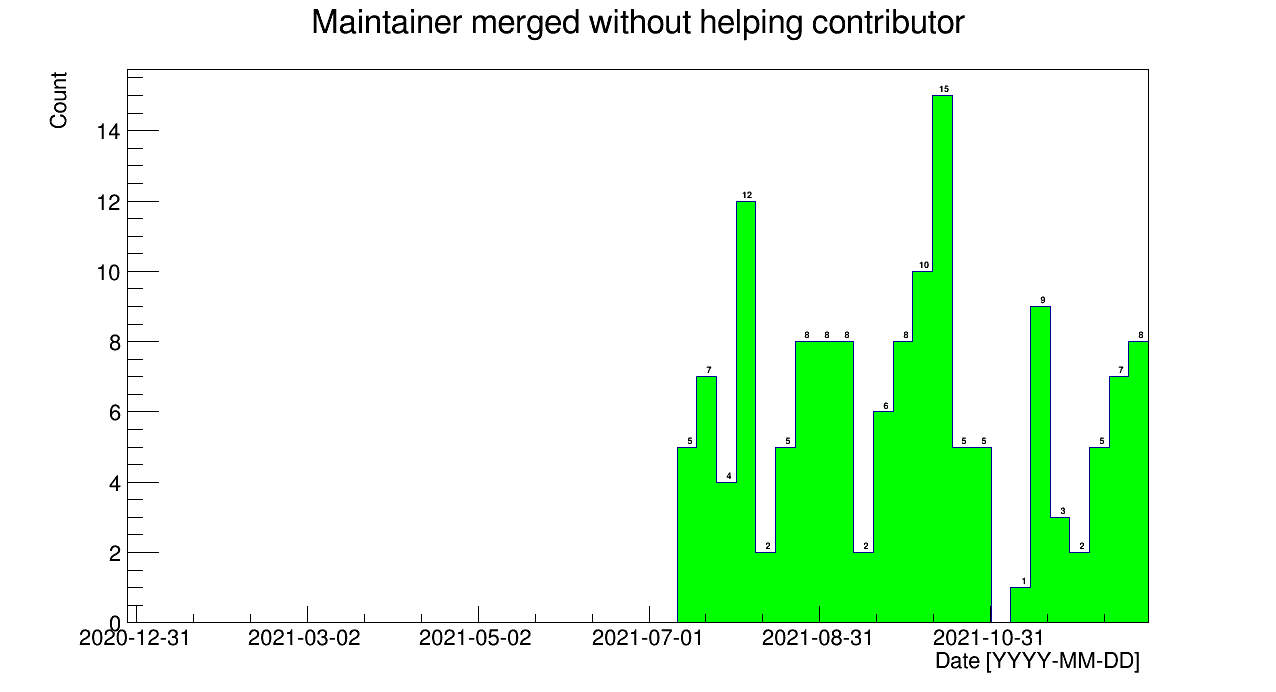 Maintainer merged without helping contributor
Count
14
12
10
8
6
4
2
0
15
12
10
9
8 8 8 8 8
7 7
6
5 5 5 5 5
4
3
2 2 2
1
2020-12-31 2021-03-02 2021-05-02 2021-07-01 2021-08-31 2021-10-31
Date [YYYY-MM-DD]